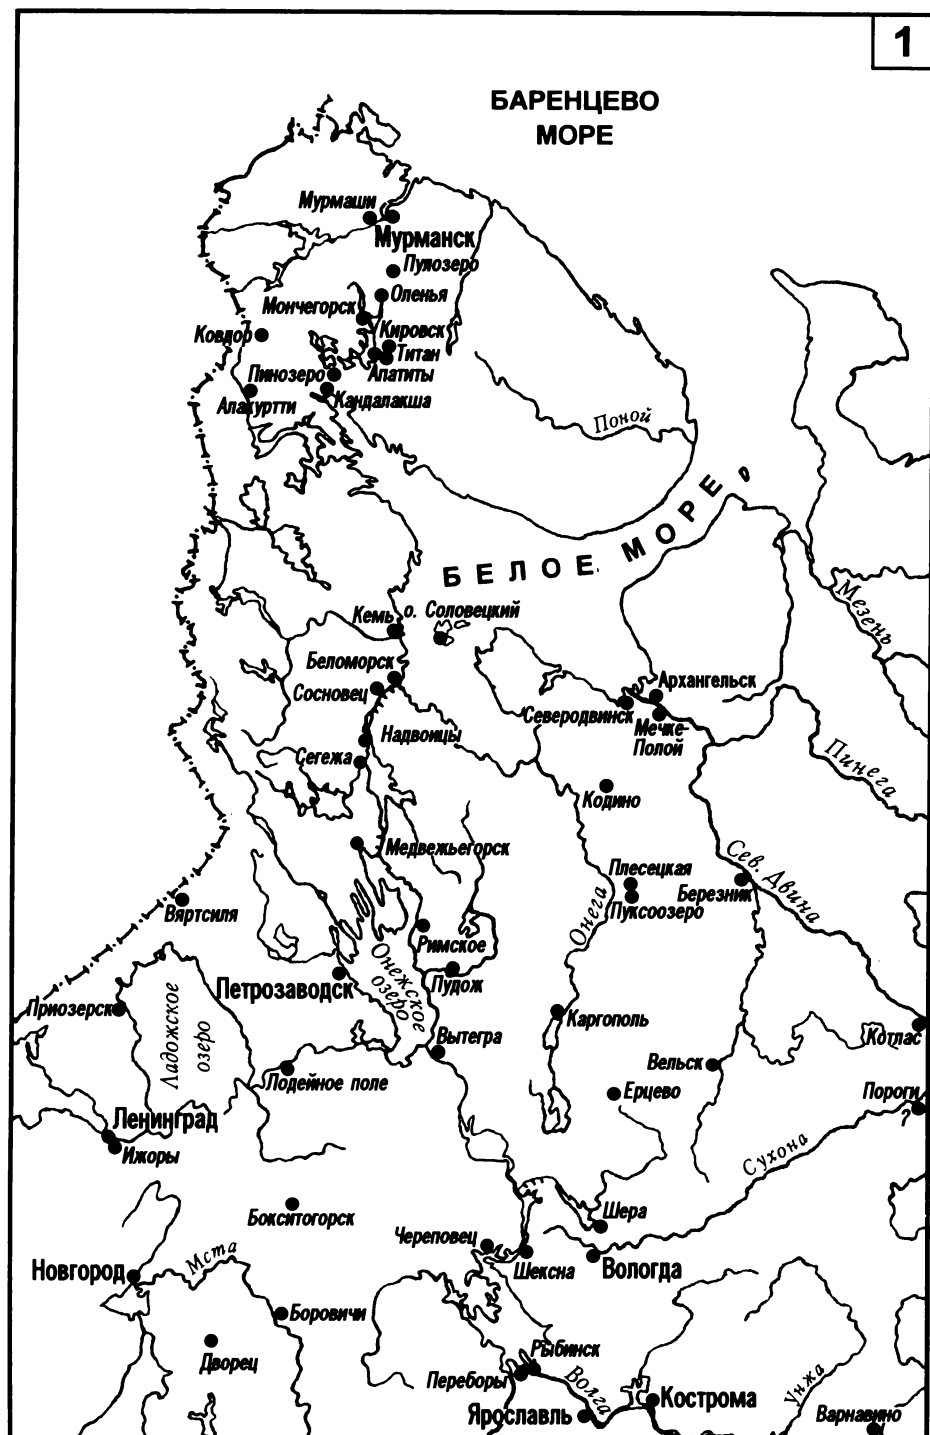 1
БАРЕНЦЕВО
МОРЕ
Мурмаши
Мурманск
Пулозеро
Оленья
Мончегорск
Ковдор
Кировск
Титан
Апатиты
Пинозеро
Алакуртти
Кандалакша
Поной
БЕЛОЕ МОРЕ
Кемь
о. Соловецкий
Мезень
Беломорск
Сосновец
Архангельск
Северодвинск
Мечке-
Полой
Надвоицы
Сегежа
Пинега
Кодино
Медвежьегорск
Сев. Двина
Плесецкая
Березник
Пуксоозеро
Онега
Вяртсиля
Римское
Онежское
озеро
Петрозаводск
Пудож
Приозерск
Ладожское
озеро
Каргополь
Котлас
Вытегра
Вельск
Лодейное поле
Ерцево
Пороги
Ленинград
Ижоры
Сухона
Бокситогорск
Шера
Череповец
Мста
Новгород
Шексна
Вологда
Боровичи
Дворец
Рыбинск
Переборы
Волга
Унжа
Кострома
Ярославль
Варнавино